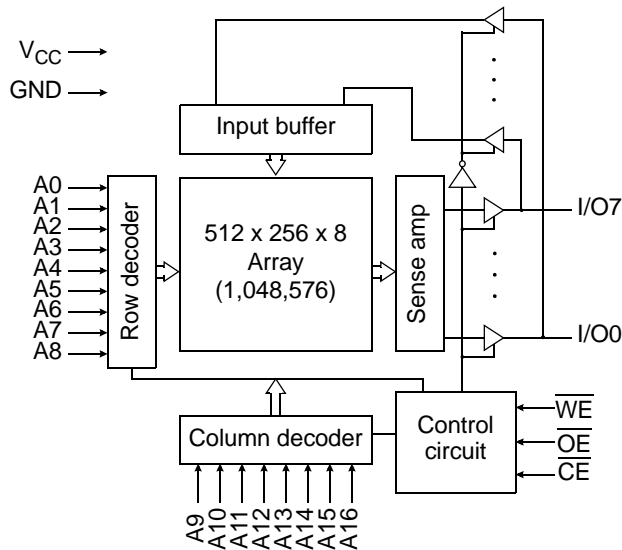 VCC
GND
Input buffer
A0
A1
A2
A3
A4
A5
A6
A7
A8
Row decoder
512 x 256 x 8
Array
(1,048,576)
Sense amp
I/O7
I/O0
Column decoder
Control
circuit
WE
OE
CE
A9
A10
A11
A12
A13
A14
A15
A16